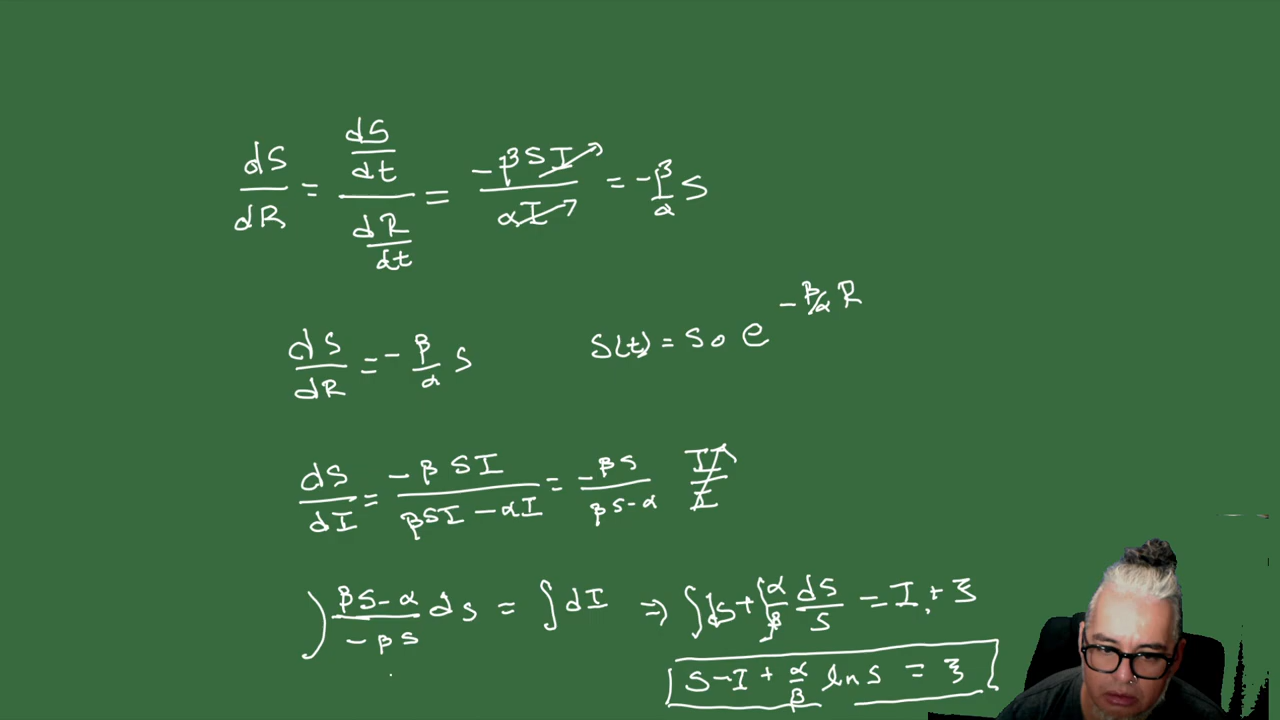 dS/dR = (dS/dt)/(dR/dt) = -βSI/αI = -β/α S
dS/dR = -β/α S    S(t) = S0 e^(-β/α R)
dS/dI = -βSI/(βSI - αI) = -βS/(βS-α) I/I
∫ (βS-α)/(-βS) ds = ∫ dI ⇒ ∫ds + ∫ α/β dS/S = I + ξ
S-I + α/β ln S = ξ